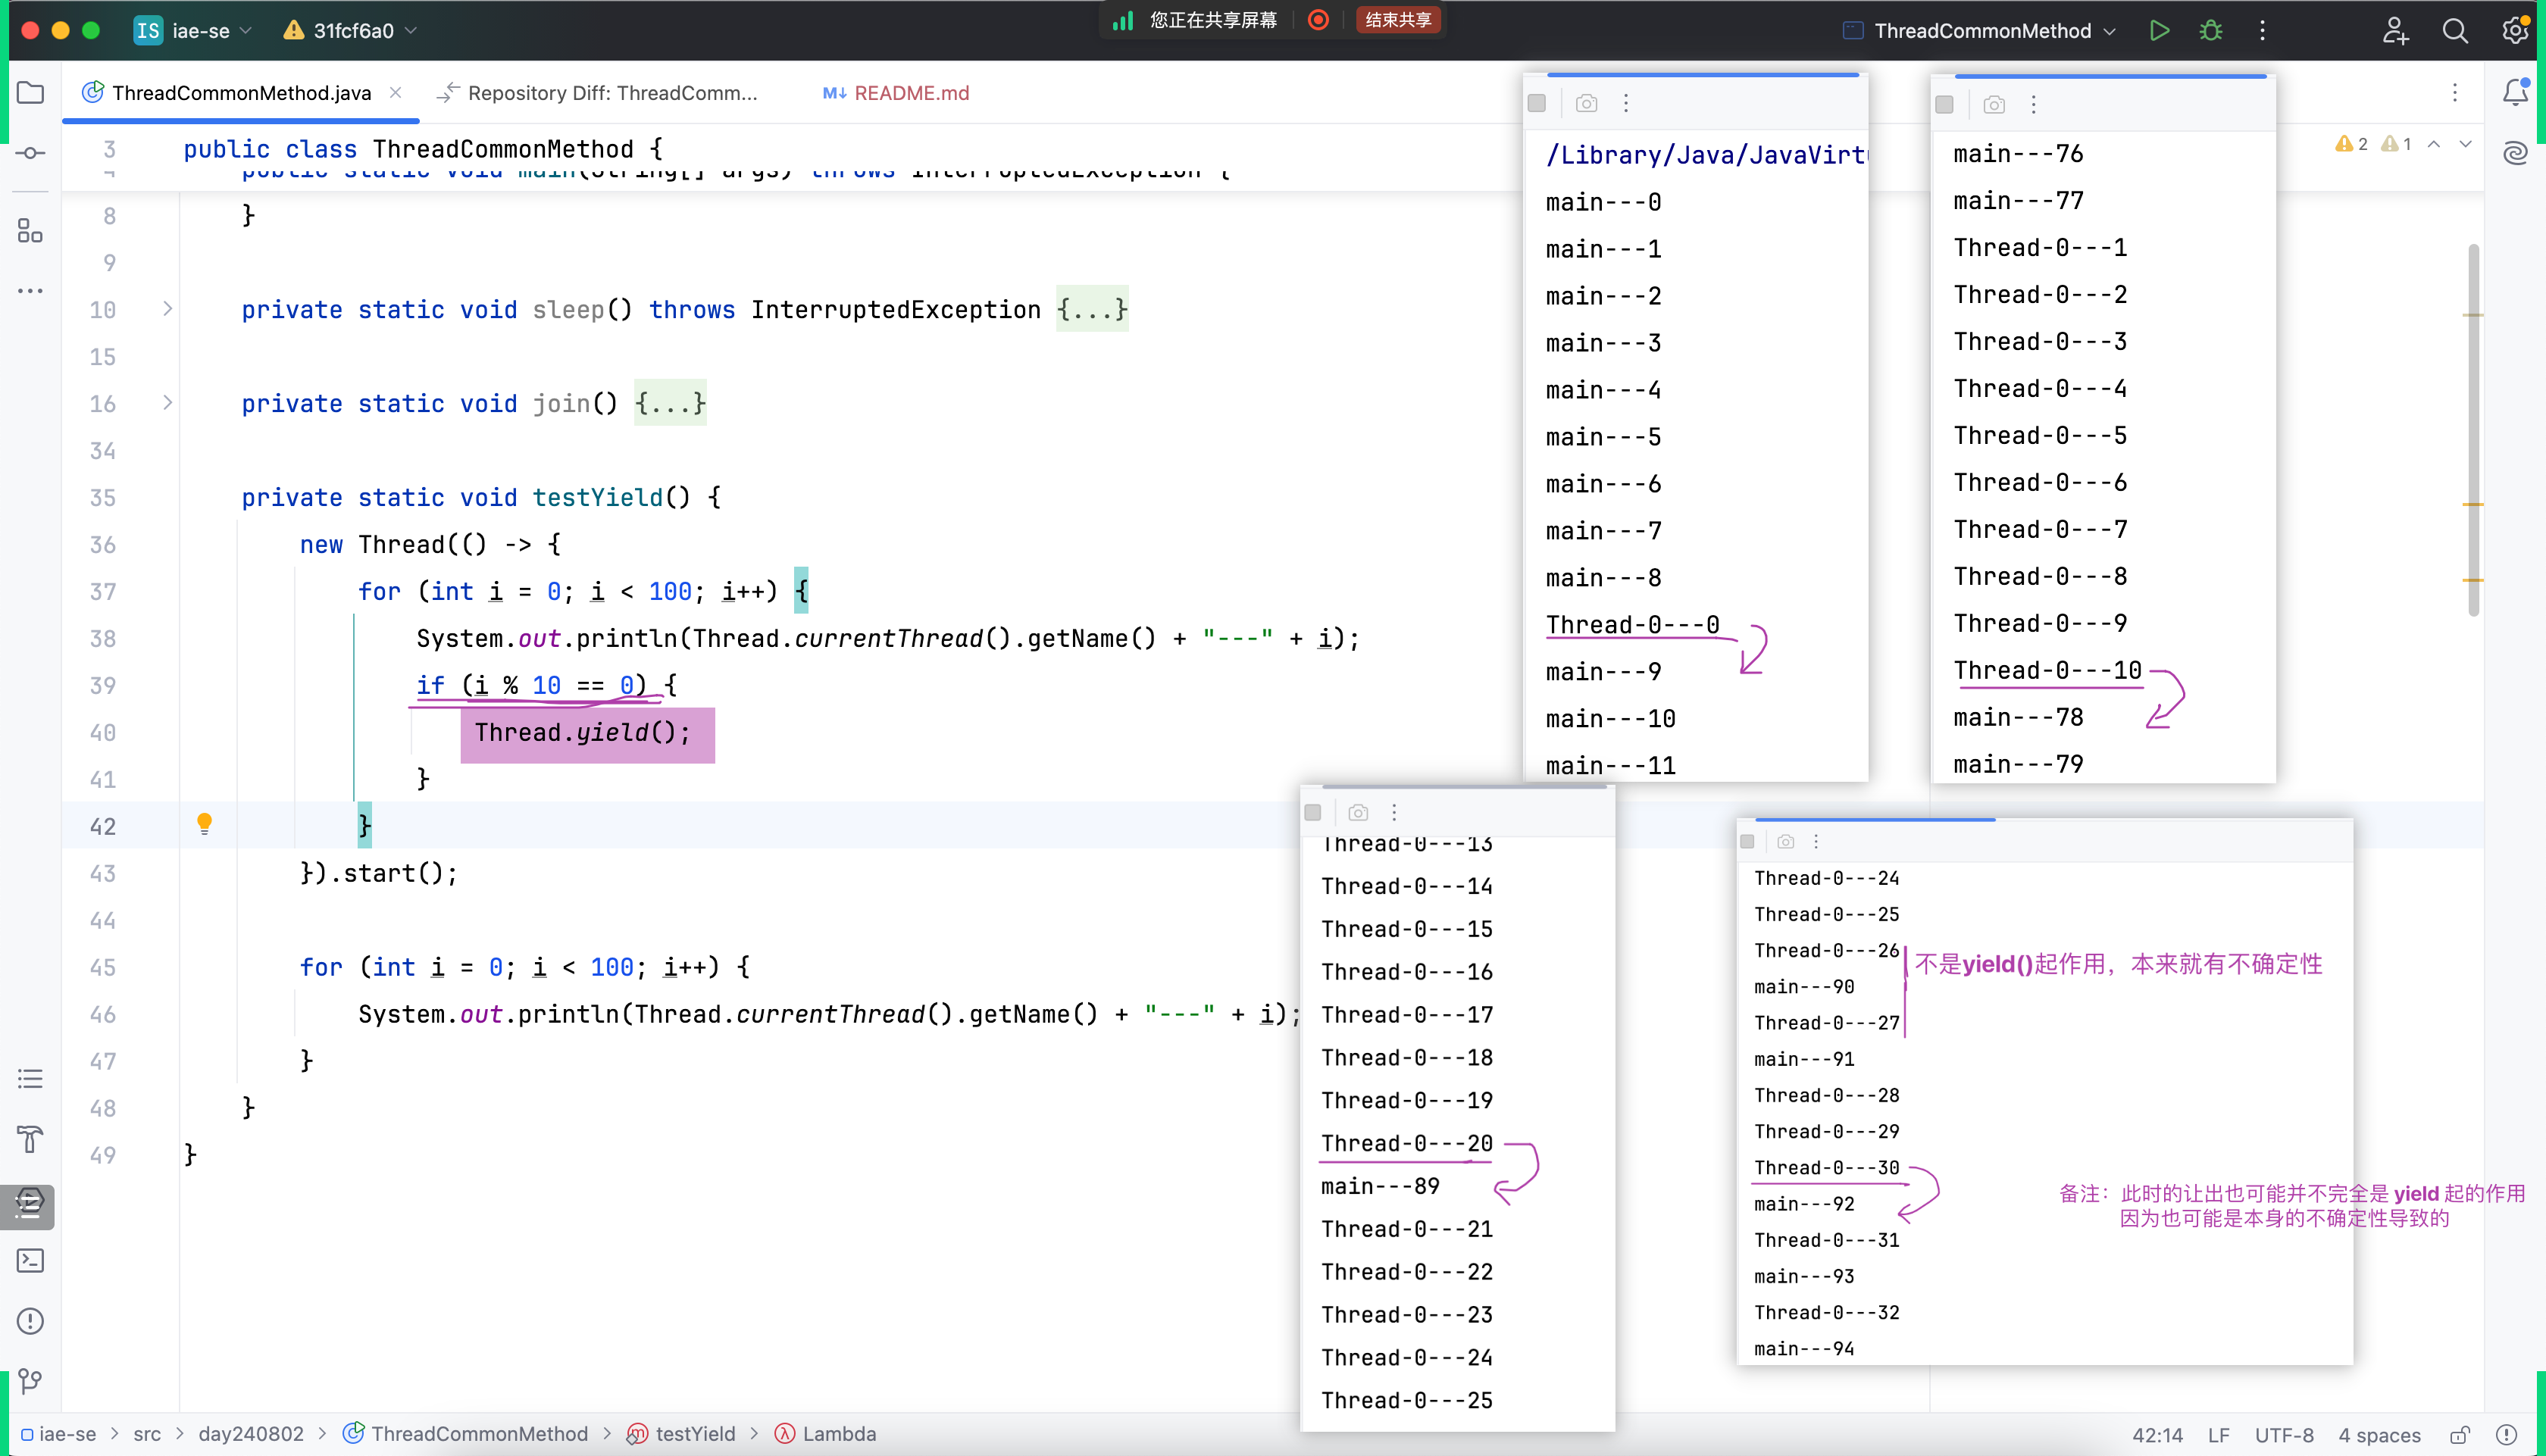 IS iae-se
31fcf6a0
您正在共享屏幕
结束共享
ThreadCommonMethod
ThreadCommonMethod.java
Repository Diff: ThreadComm...
M↓ README.md
3 public class ThreadCommonMethod {
4 public static void main(String[] args) throws InterruptedException {
8 }
9
10 private static void sleep() throws InterruptedException {...}
15
16 private static void join() {...}
34
35 private static void testYield() {
36 new Thread(() -> {
37 for (int i = 0; i < 100; i++) {
38 System.out.println(Thread.currentThread().getName() + "---" + i);
39 if (i % 10 == 0) {
40 Thread.yield();
41 }
42 }
43 }).start();
44
45 for (int i = 0; i < 100; i++) {
46 System.out.println(Thread.currentThread().getName() + "---" + i);
47 }
48 }
49 }
/Library/Java/JavaVirtu
main---0
main---1
main---2
main---3
main---4
main---5
main---6
main---7
main---8
Thread-0---0
main---9
main---10
main---11
main---76
main---77
Thread-0---1
Thread-0---2
Thread-0---3
Thread-0---4
Thread-0---5
Thread-0---6
Thread-0---7
Thread-0---8
Thread-0---9
Thread-0---10
main---78
main---79
2 1
Thread-0---13
Thread-0---14
Thread-0---15
Thread-0---16
Thread-0---17
Thread-0---18
Thread-0---19
Thread-0---20
main---89
Thread-0---21
Thread-0---22
Thread-0---23
Thread-0---24
Thread-0---25
Thread-0---24
Thread-0---25
Thread-0---26
main---90
Thread-0---27
main---91
Thread-0---28
Thread-0---29
Thread-0---30
main---92
Thread-0---31
main---93
Thread-0---32
main---94
不是yield()起作用，本来就有不确定性
备注：此时的让出也可能并不完全是 yield 起的作用
因为也可能是本身的不确定性导致的
iae-se > src > day240802 > ThreadCommonMethod > testYield > Lambda
42:14 LF UTF-8 4 spaces